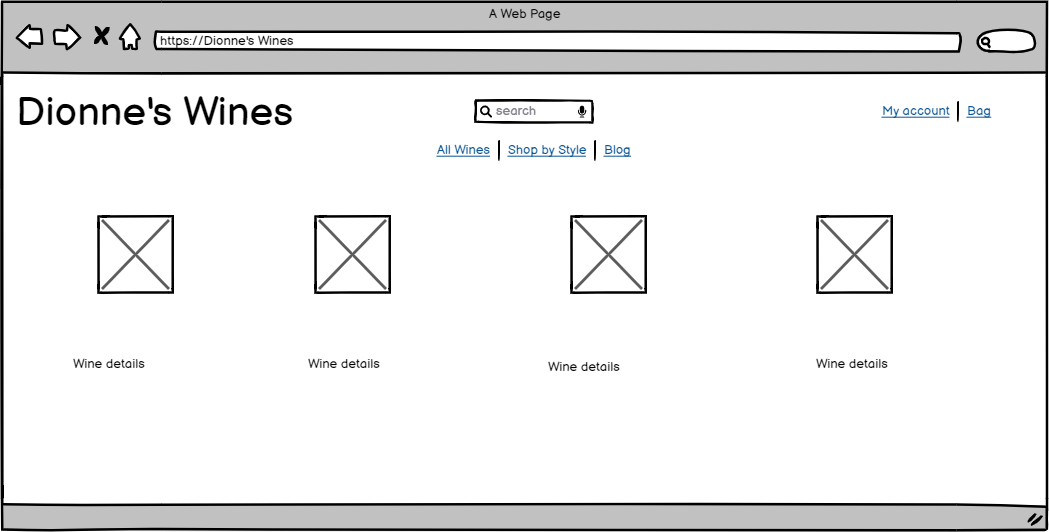 A Web Page
https://Dionne's Wines
Dionne's Wines
search
My account
Bag
All Wines
Shop by Style
Blog
Wine details
Wine details
Wine details
Wine details